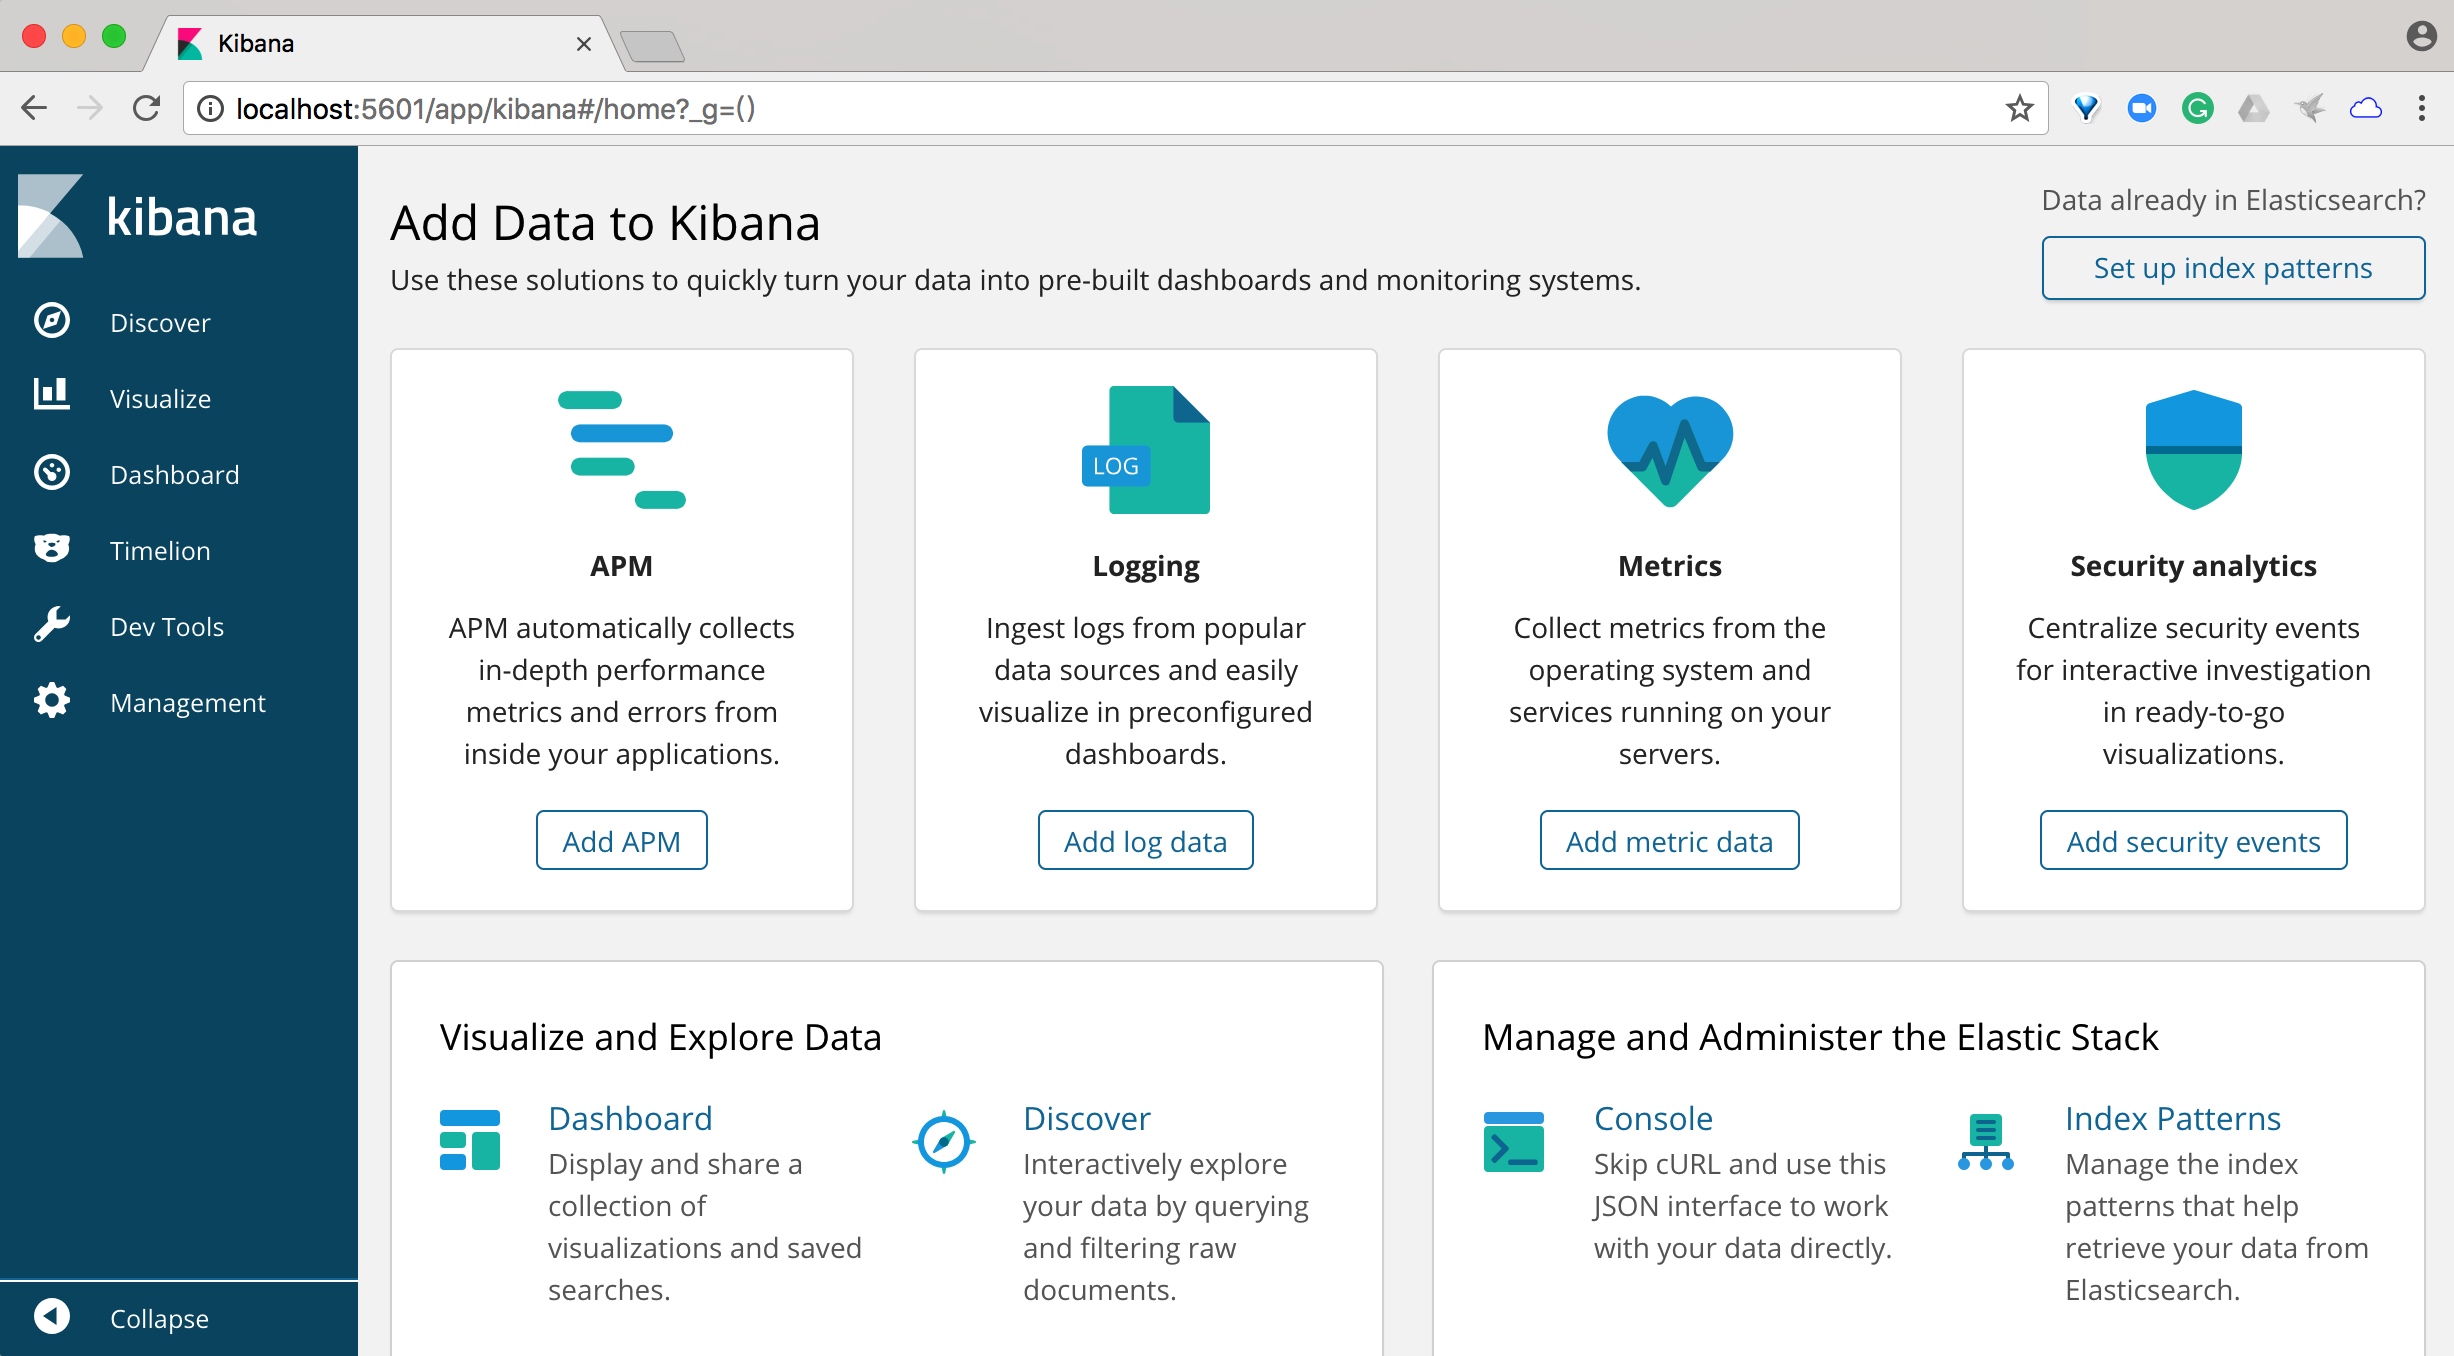 Kibana
localhost:5601/app/kibana#/home?_g=()
kibana
Discover
Visualize
Dashboard
Timelion
Dev Tools
Management
Collapse
Add Data to Kibana
Use these solutions to quickly turn your data into pre-built dashboards and monitoring systems.
Data already in Elasticsearch?
Set up index patterns
APM
APM automatically collects
in-depth performance
metrics and errors from
inside your applications.
Add APM
LOG
Logging
Ingest logs from popular
data sources and easily
visualize in preconfigured
dashboards.
Add log data
Metrics
Collect metrics from the
operating system and
services running on your
servers.
Add metric data
Security analytics
Centralize security events
for interactive investigation
in ready-to-go
visualizations.
Add security events
Visualize and Explore Data
Dashboard
Display and share a
collection of
visualizations and saved
searches.
Discover
Interactively explore
your data by querying
and filtering raw
documents.
Manage and Administer the Elastic Stack
Console
Skip cURL and use this
JSON interface to work
with your data directly.
Index Patterns
Manage the index
patterns that help
retrieve your data from
Elasticsearch.